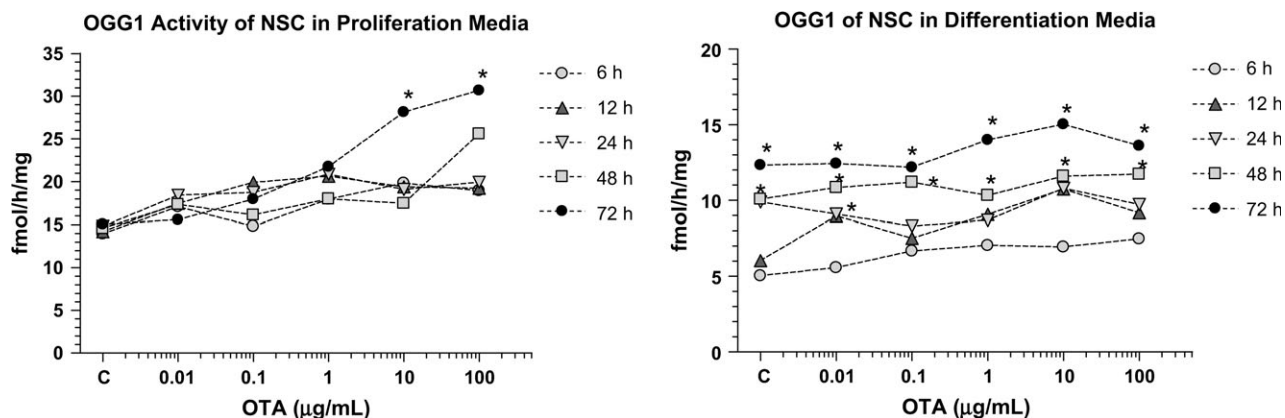 OGG1 Activity of NSC in Proliferation Media
35
30
25
20
15
10
5
0
fmol/h/mg
C 0.01 0.1 1 10 100
OTA (µg/mL)
* *
6 h
12 h
24 h
48 h
72 h
OGG1 of NSC in Differentiation Media
20
15
10
5
0
fmol/h/mg
C 0.01 0.1 1 10 100
OTA (µg/mL)
* * * * * *
* * * * * *
*
6 h
12 h
24 h
48 h
72 h